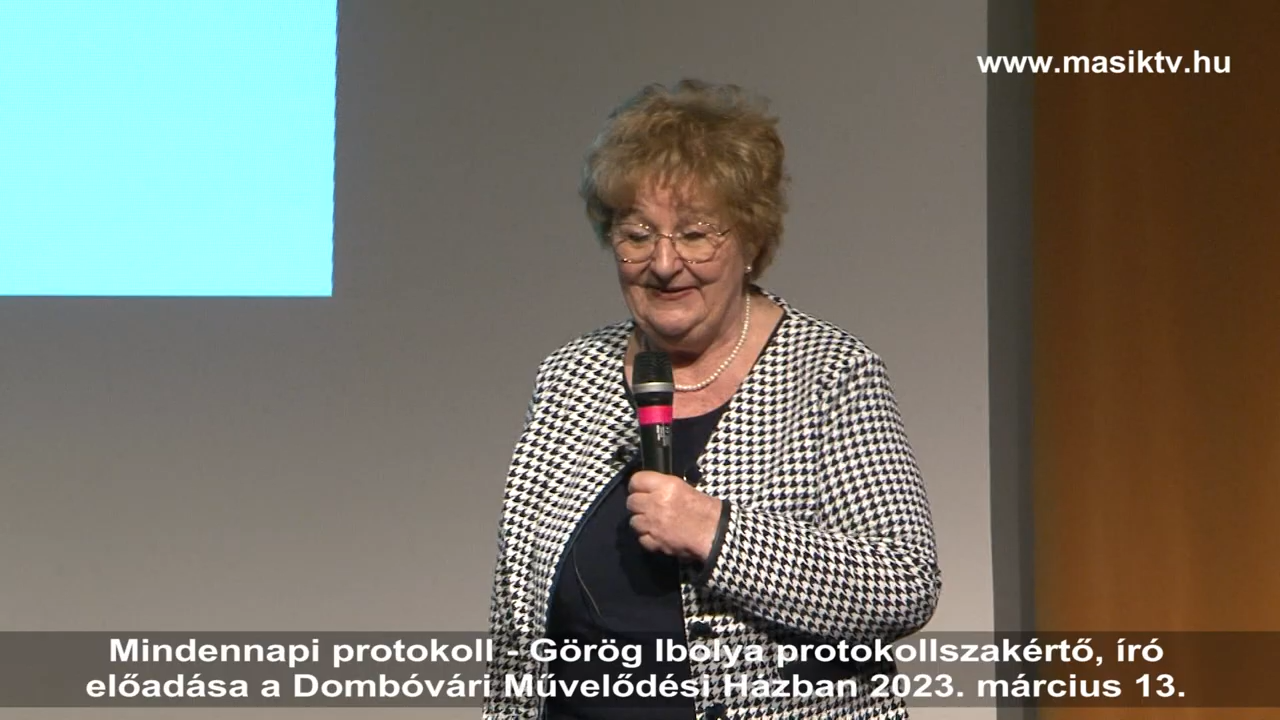 www.masiktv.hu
Mindennapi protokoll - Görög Ibolya protokollszakértő, író
előadása a Dombóvári Művelődési Házban 2023. március 13.